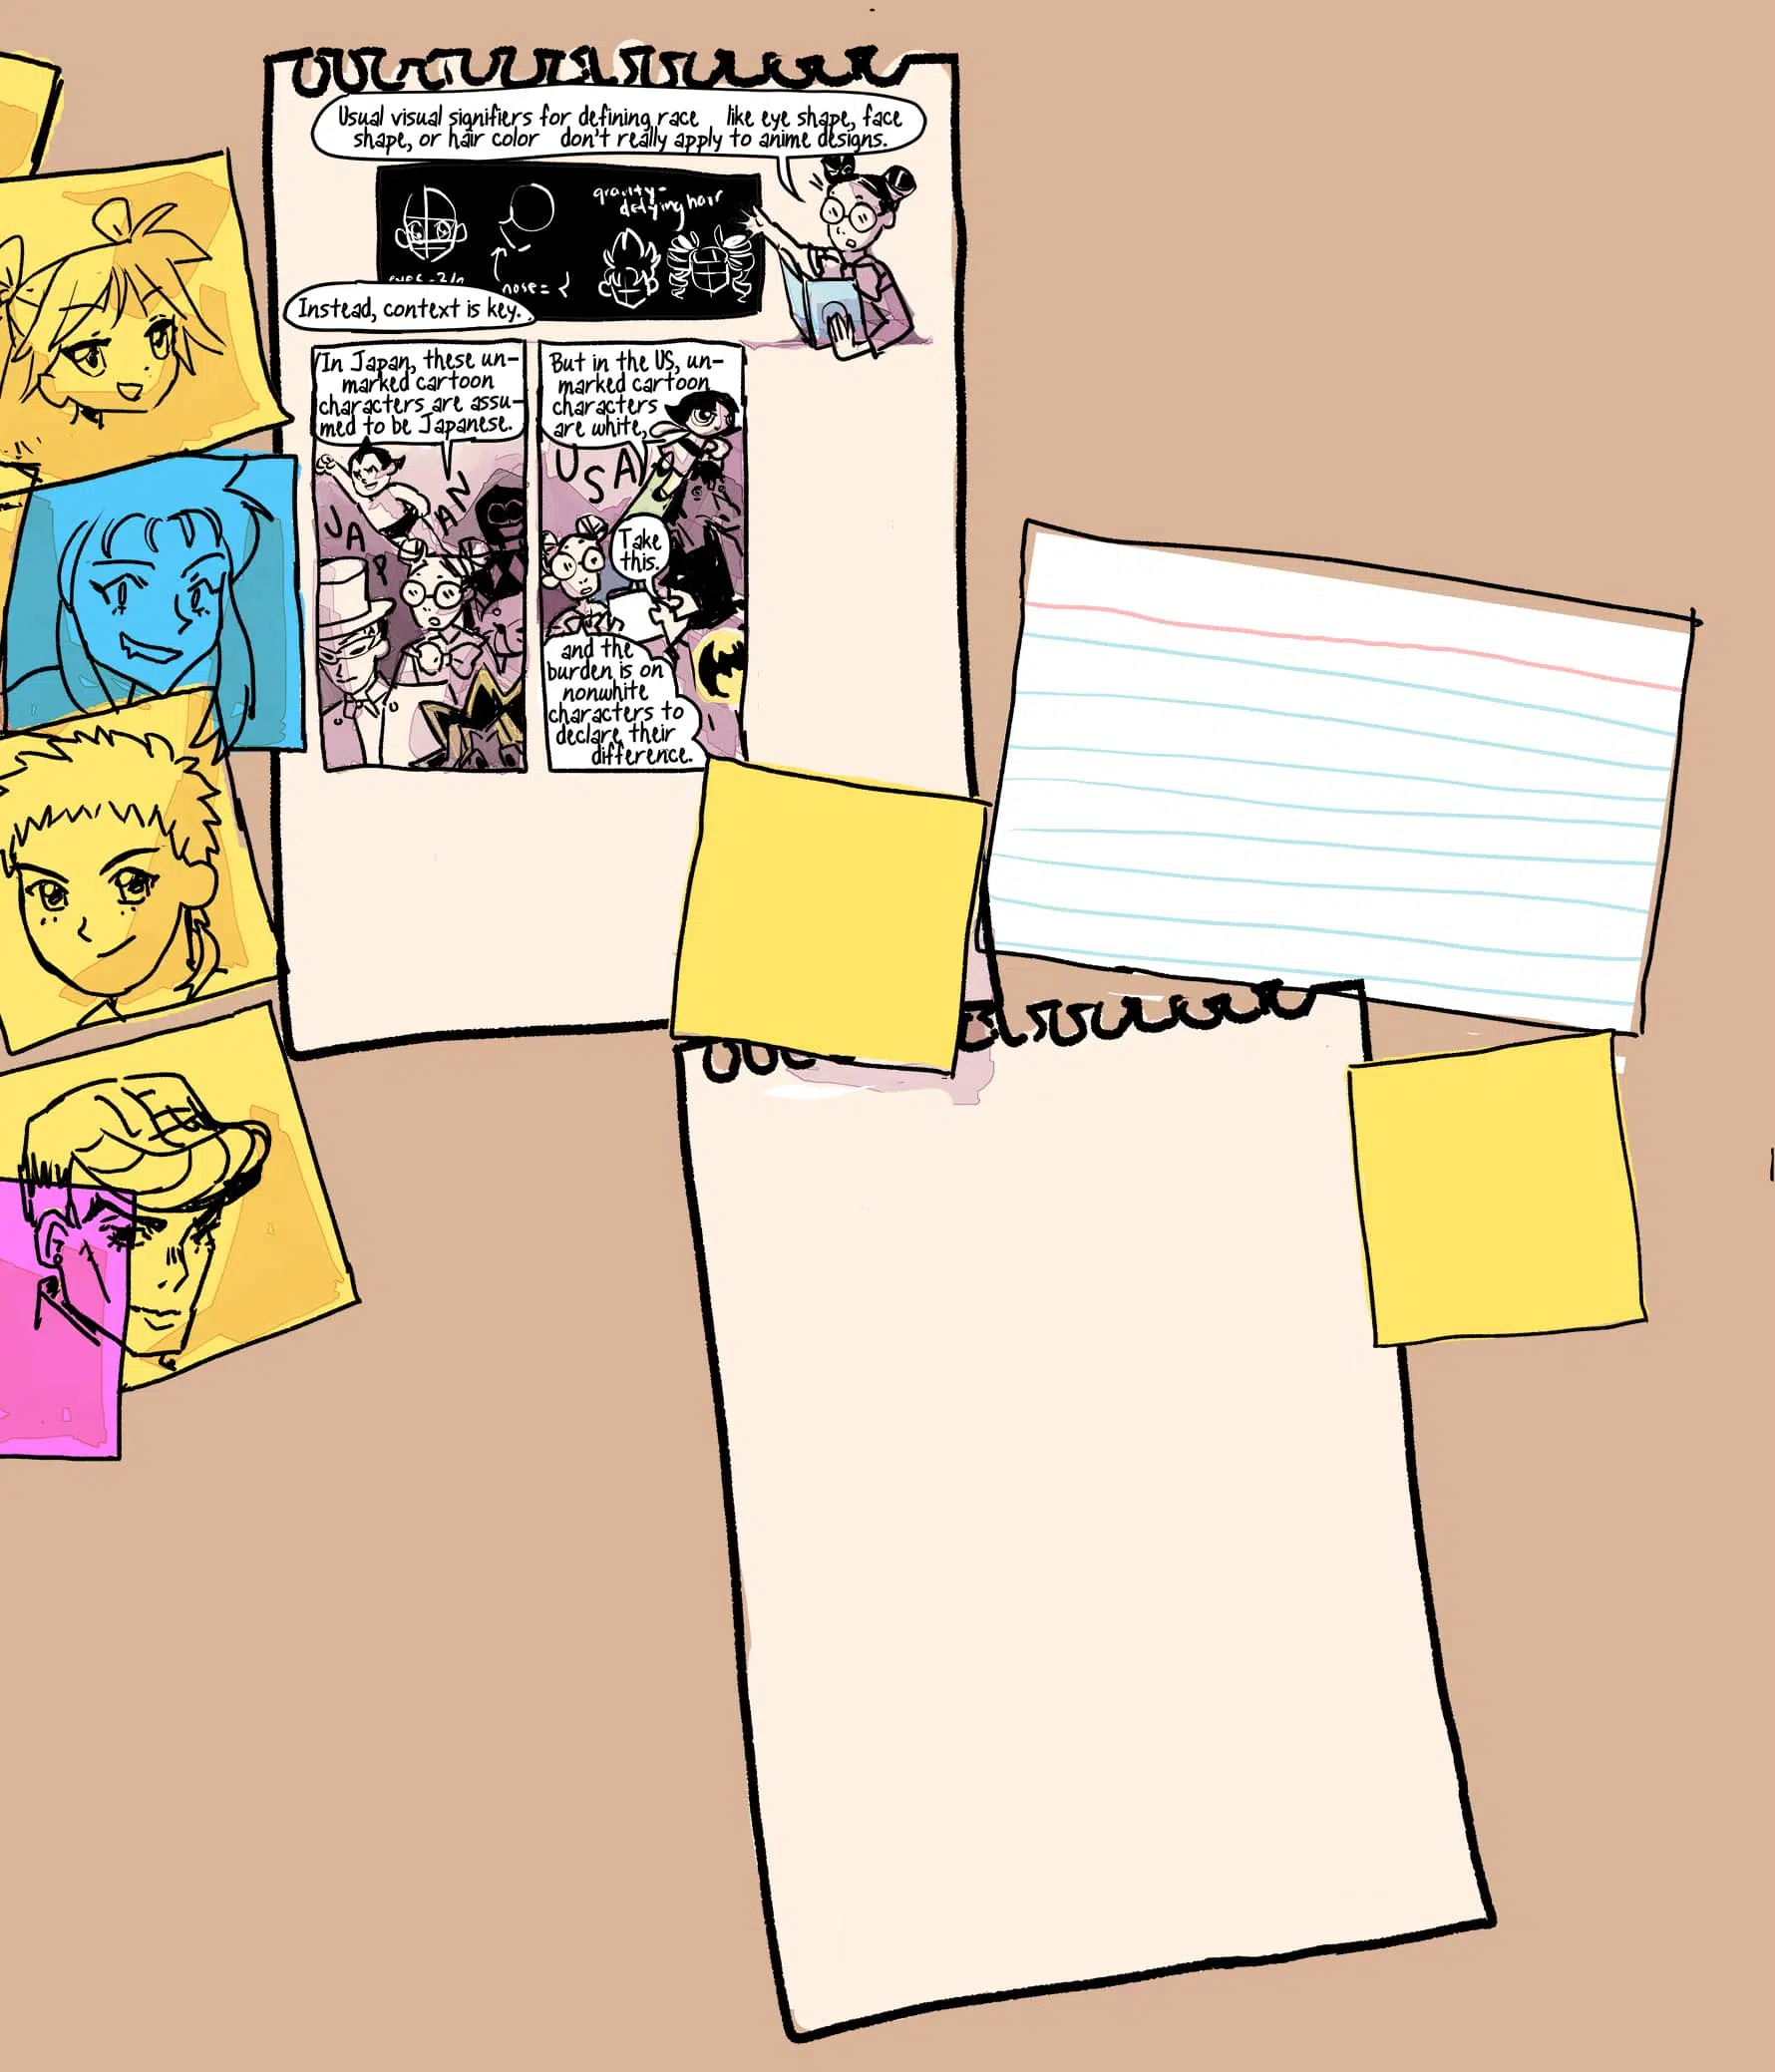 Usual visual signifiers for defining race like eye shape, face
shape, or hair color don't really apply to anime designs.
gravity-
defying hair
nose = <
Instead, context is key.
In Japan, these un-
marked cartoon
characters are assu-
med to be Japanese.
JAPAN
But in the US, un-
marked cartoon
characters
are white,
USA
Take
this.
and the
burden is on
nonwhite
characters to
declare their
difference.